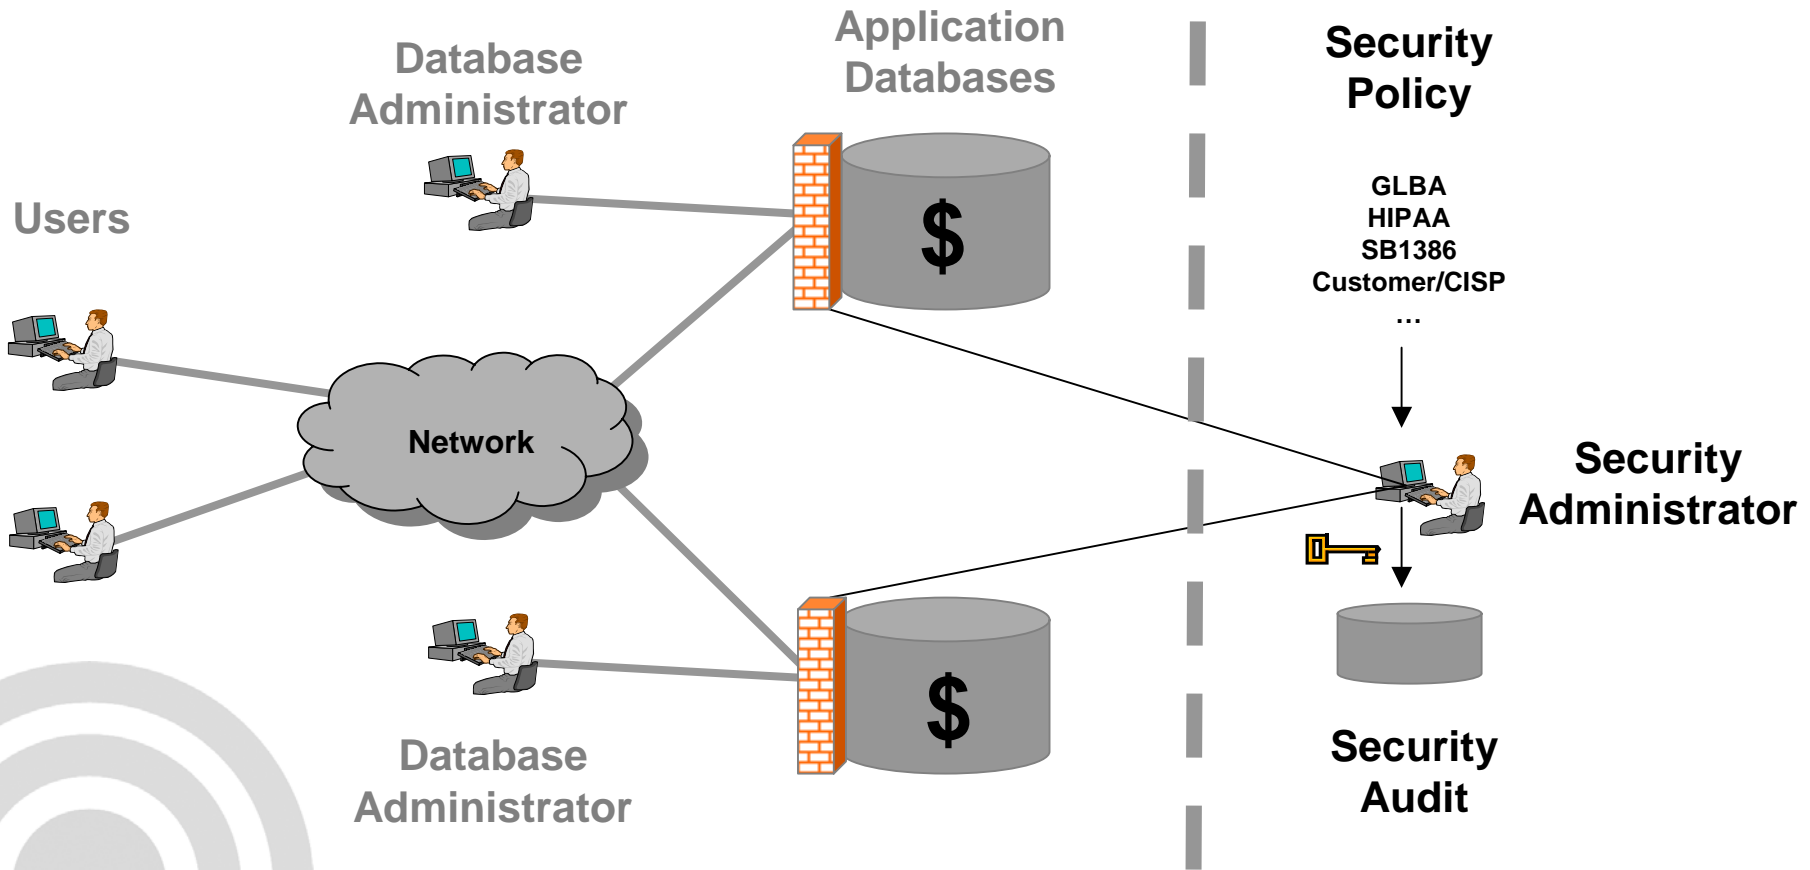 Application
Databases
Security
Policy
Database
Administrator
GLBA
HIPAA
SB1386
Customer/CISP
...
Users
$
Network
Security
Administrator
$
Database
Administrator
Security
Audit